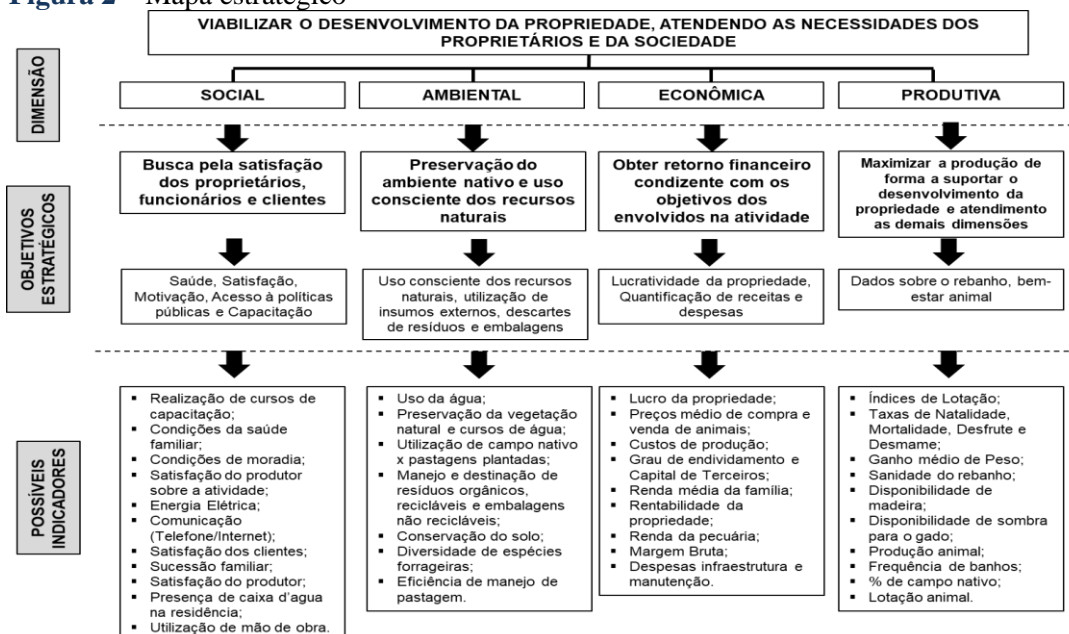 Figura 2 – Mapa estratégico
VIABILIZAR O DESENVOLVIMENTO DA PROPRIEDADE, ATENDENDO AS NECESSIDADES DOS
PROPRIETÁRIOS E DA SOCIEDADE
DIMENSÃO
SOCIAL
AMBIENTAL
ECONÔMICA
PRODUTIVA
OBJETIVOS
ESTRATÉGICOS
Busca pela satisfação
dos proprietários,
funcionários e clientes
Preservação do
ambiente nativo e uso
consciente dos recursos
naturais
Obter retorno financeiro
condizente com os
objetivos dos
envolvidos na atividade
Maximizar a produção de
forma a suportar o
desenvolvimento da
propriedade e atendimento
as demais dimensões
Saúde, Satisfação,
Motivação, Acesso à políticas
públicas e Capacitação
Uso consciente dos recursos
naturais, utilização de
insumos externos, descartes
de resíduos e embalagens
Lucratividade da propriedade,
Quantificação de receitas e
despesas
Dados sobre o rebanho, bem-
estar animal
POSSÍVEIS
INDICADORES
▪ Realização de cursos de
capacitação;
▪ Condições da saúde
familiar;
▪ Condições de moradia;
▪ Satisfação do produtor
sobre a atividade;
▪ Energia Elétrica;
▪ Comunicação
(Telefone/Internet);
▪ Satisfação dos clientes;
▪ Sucessão familiar;
▪ Satisfação do produtor;
▪ Presença de caixa d'agua
na residência;
▪ Utilização de mão de obra.
▪ Uso da água;
▪ Preservação da vegetação
natural e cursos de água;
▪ Utilização de campo nativo
x pastagens plantadas;
▪ Manejo e destinação de
resíduos orgânicos,
recicláveis e embalagens
não recicláveis;
▪ Conservação do solo;
▪ Diversidade de espécies
forrageiras;
▪ Eficiência de manejo de
pastagem.
▪ Lucro da propriedade;
▪ Preços médio de compra e
venda de animais;
▪ Custos de produção;
▪ Grau de endividamento e
Capital de Terceiros;
▪ Renda média da família;
▪ Rentabilidade da
propriedade;
▪ Renda da pecuária;
▪ Margem Bruta;
▪ Despesas infraestrutura e
manutenção.
▪ Índices de Lotação;
▪ Taxas de Natalidade,
Mortalidade, Desfrute e
Desmame;
▪ Ganho médio de Peso;
▪ Sanidade do rebanho;
▪ Disponibilidade de
madeira;
▪ Disponibilidade de sombra
para o gado;
▪ Produção animal;
▪ Frequência de banhos;
▪ % de campo nativo;
▪ Lotação animal.